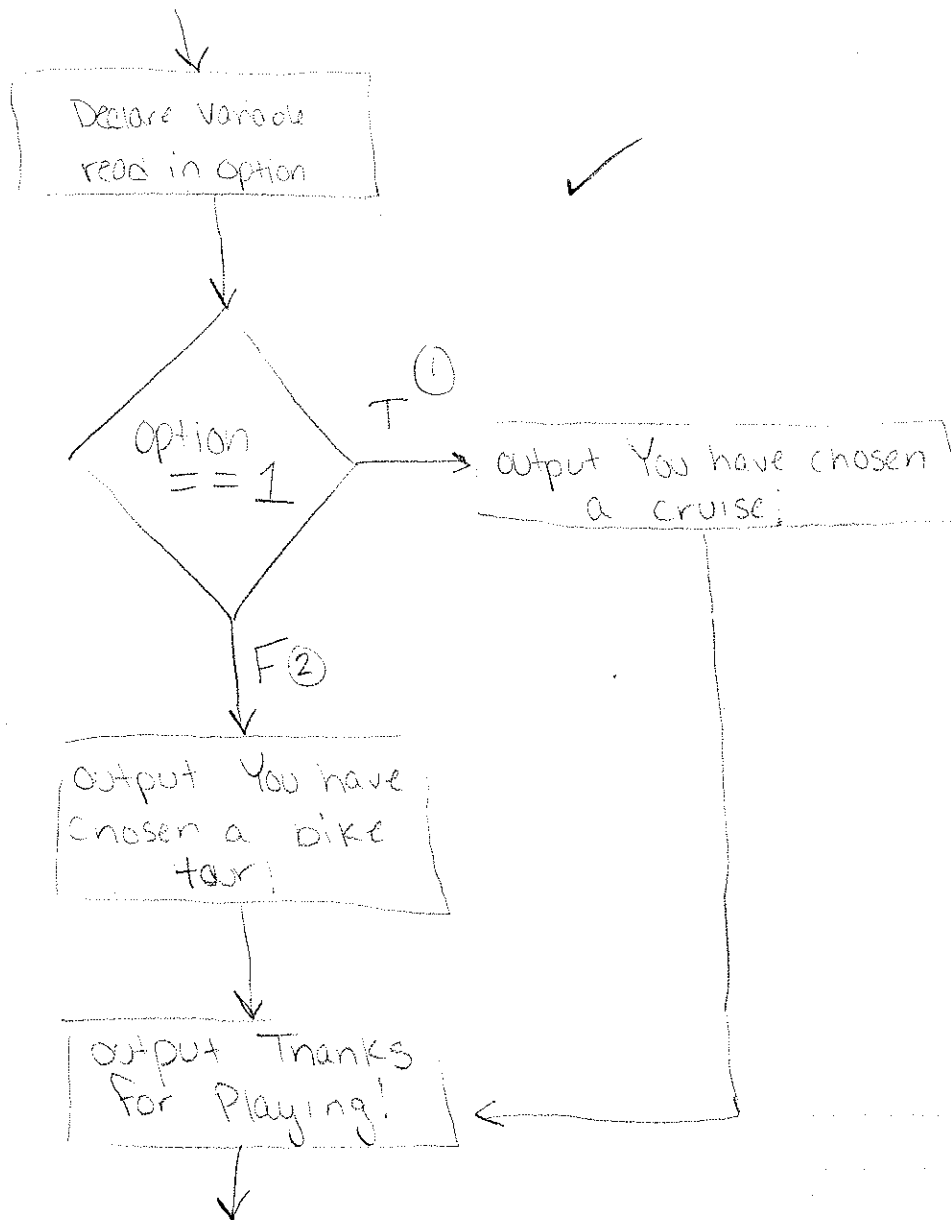 Declare Variable
read in option
T ①
option
== 1
output You have chosen
a cruise;
F ②
output You have
chosen a bike
tour;
output Thanks
for Playing!